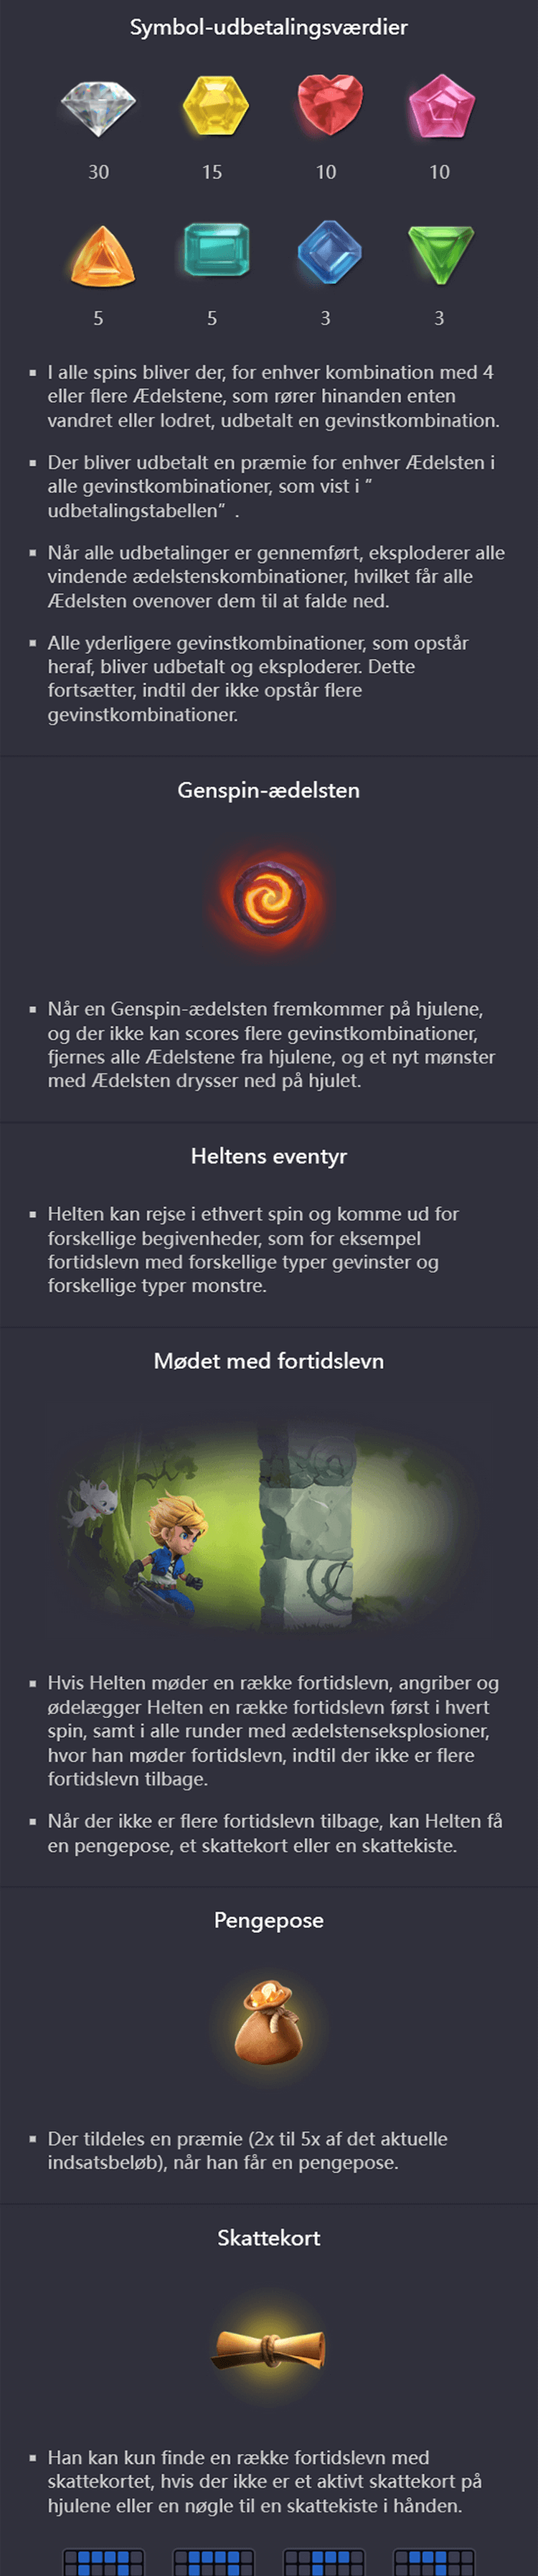 Symbol-udbetalingsværdier
30 15 10 10
5 5 3 3
▪ I alle spins bliver der, for enhver kombination med 4
eller flere Ædelstene, som rører hinanden enten
vandret eller lodret, udbetalt en gevinstkombination.
▪ Der bliver udbetalt en præmie for enhver Ædelsten i
alle gevinstkombinationer, som vist i “
udbetalingstabellen” .
▪ Når alle udbetalinger er gennemført, eksploderer alle
vindende ædelstenskombinationer, hvilket får alle
Ædelsten ovenover dem til at falde ned.
▪ Alle yderligere gevinstkombinationer, som opstår
heraf, bliver udbetalt og eksploderer. Dette
fortsætter, indtil der ikke opstår flere
gevinstkombinationer.
Genspin-ædelsten
▪ Når en Genspin-ædelsten fremkommer på hjulene,
og der ikke kan scores flere gevinstkombinationer,
fjernes alle Ædelstene fra hjulene, og et nyt mønster
med Ædelsten drysser ned på hjulet.
Heltens eventyr
▪ Helten kan rejse i ethvert spin og komme ud for
forskellige begivenheder, som for eksempel
fortidslevn med forskellige typer gevinster og
forskellige typer monstre.
Mødet med fortidslevn
▪ Hvis Helten møder en række fortidslevn, angriber og
ødelægger Helten en række fortidslevn først i hvert
spin, samt i alle runder med ædelstenseksplosioner,
hvor han møder fortidslevn, indtil der ikke er flere
fortidslevn tilbage.
▪ Når der ikke er flere fortidslevn tilbage, kan Helten få
en pengepose, et skattekort eller en skattekiste.
Pengepose
▪ Der tildeles en præmie (2x til 5x af det aktuelle
indsatsbeløb), når han får en pengepose.
Skattekort
▪ Han kan kun finde en række fortidslevn med
skattekortet, hvis der ikke er et aktivt skattekort på
hjulene eller en nøgle til en skattekiste i hånden.